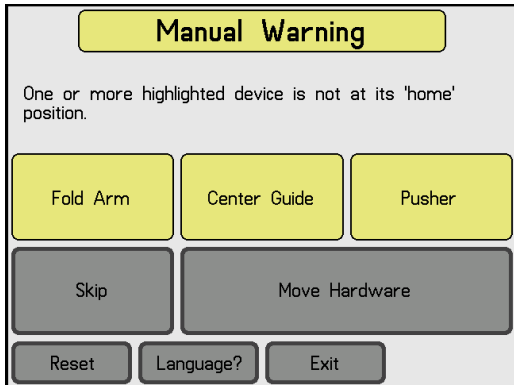 Manual Warning
One or more highlighted device is not at its 'home'
position.
Fold Arm
Center Guide
Pusher
Skip
Move Hardware
Reset
Language?
Exit